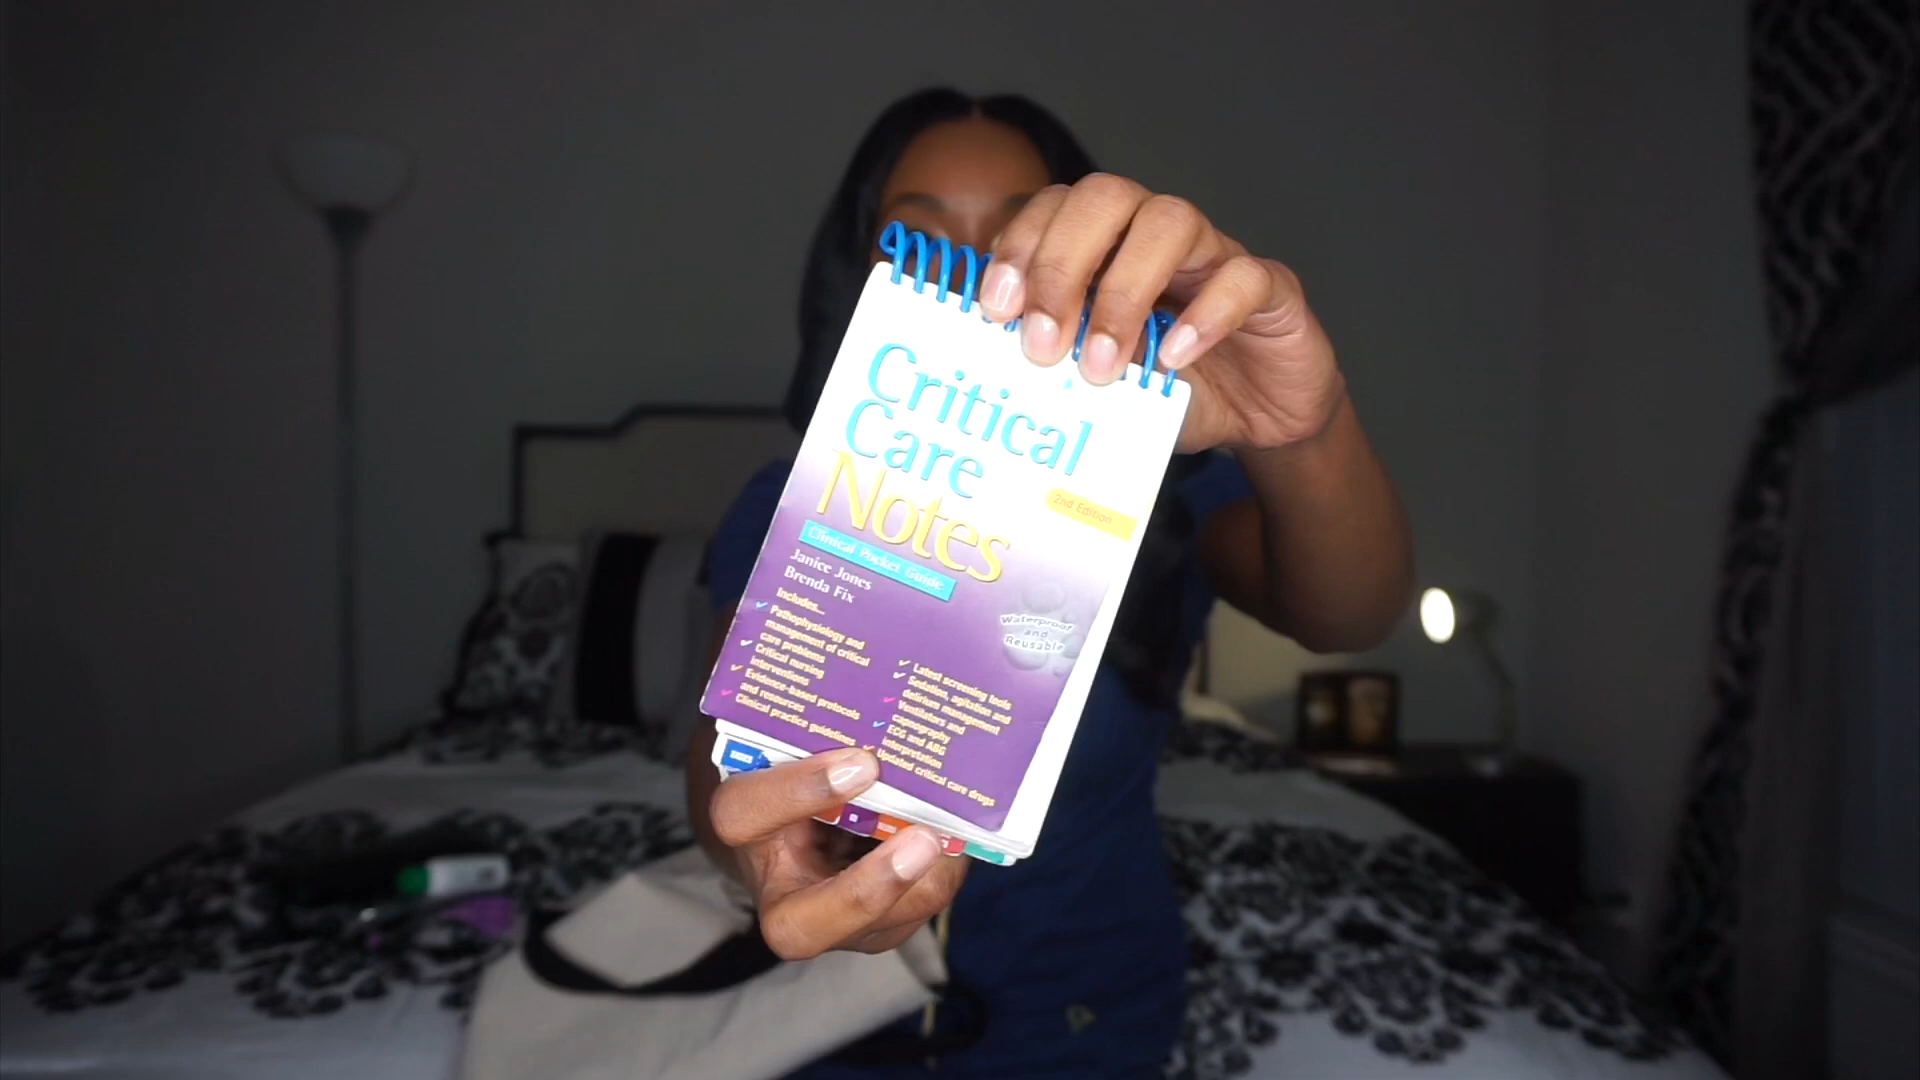 Critical
Care
Notes
2nd Edition
Clinical Pocket Guide
Janice Jones
Brenda Fix
Includes...
Pathophysiology and
management of critical
care problems
Critical nursing
interventions
Evidence-based protocols
and resources
Clinical practice guidelines
Waterproof
and
Reusable
Latest screening tools
Sedation, agitation and
delirium management
Ventilators and
capnography
ECG and ABG
interpretation
Updated critical care drugs